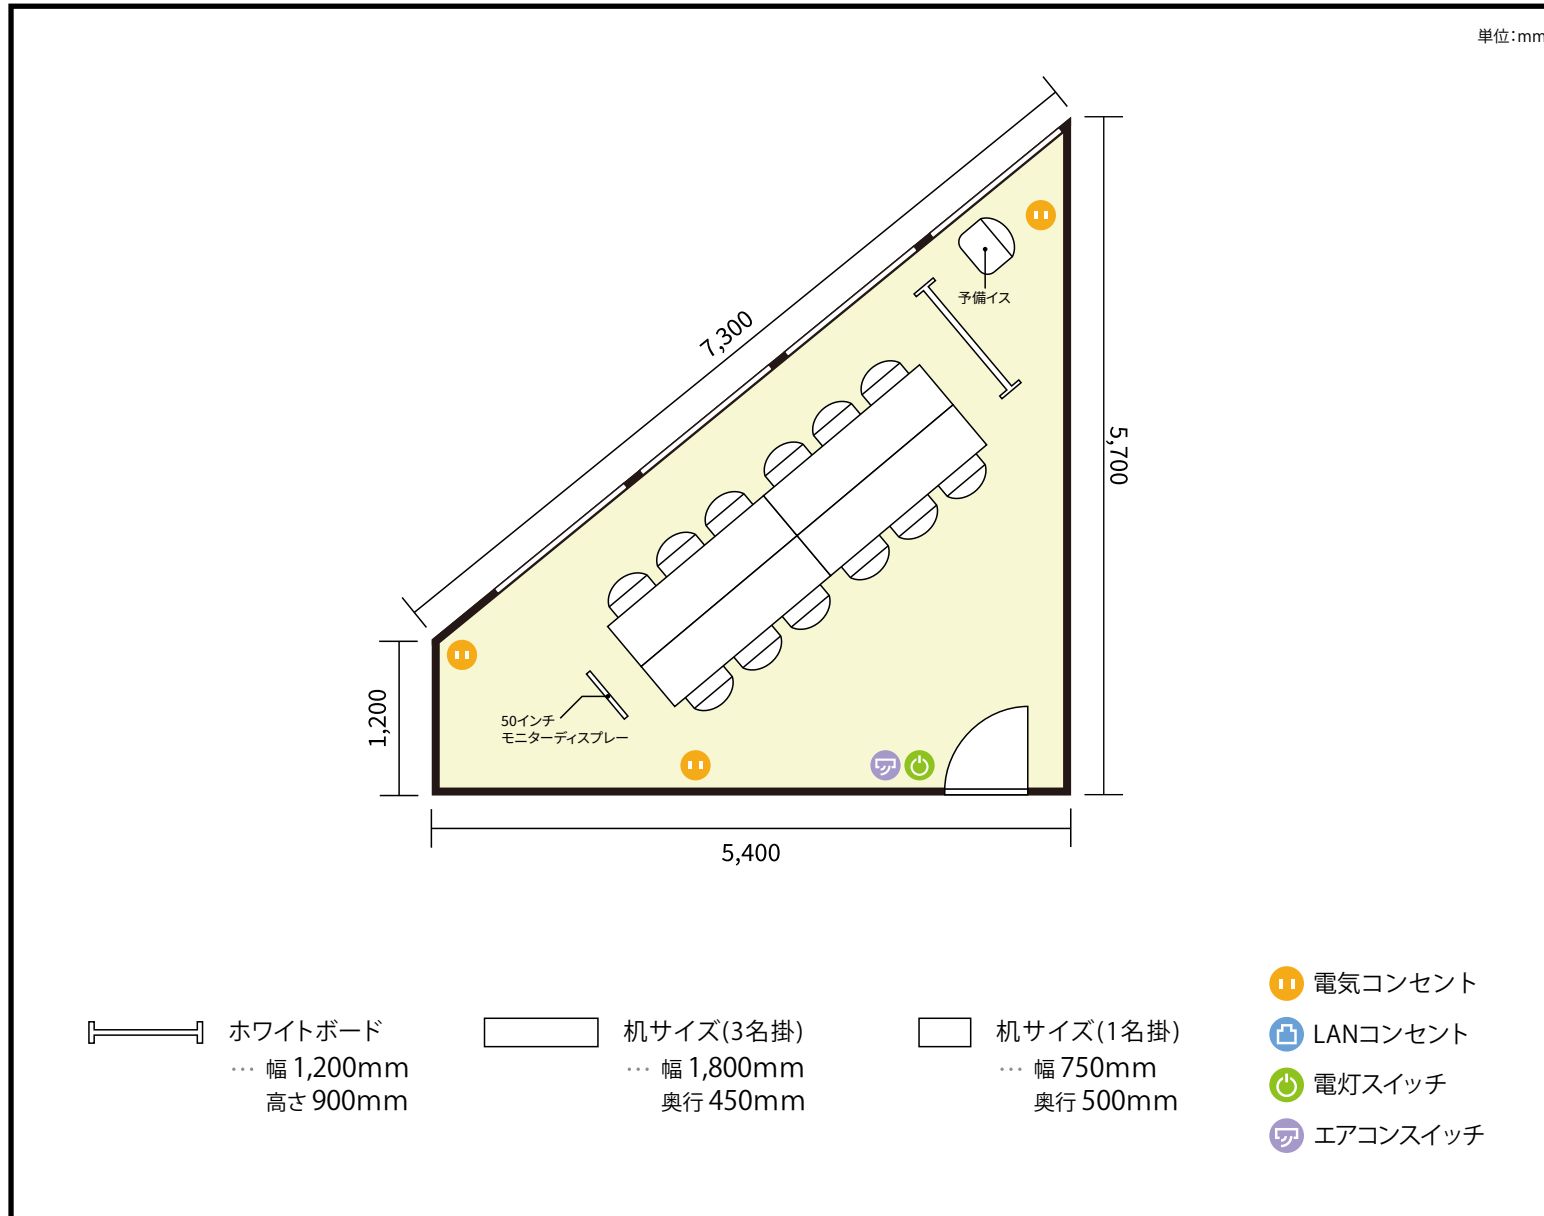 単位：mm
7,300
予備イス
5,700
1,200
50インチ
モニターディスプレー
5,400
ホワイトボード
… 幅 1,200mm
高さ 900mm
机サイズ(3名掛)
… 幅 1,800mm
奥行 450mm
机サイズ(1名掛)
… 幅 750mm
奥行 500mm
電気コンセント
LANコンセント
電灯スイッチ
エアコンスイッチ